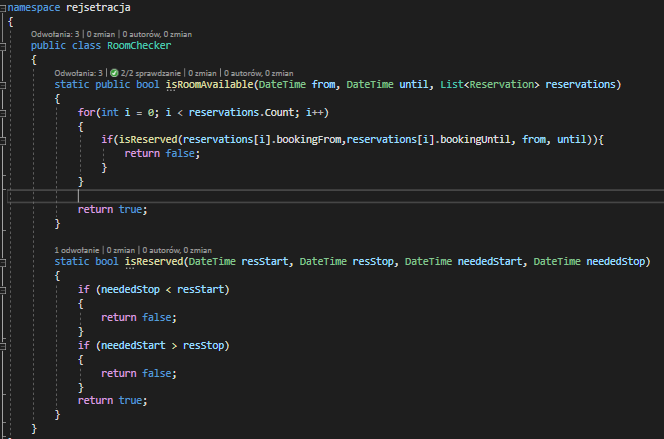 namespace rejsetracja
{
Odwołania: 3 | 0 zmian | 0 autorów, 0 zmian
public class RoomChecker
{
Odwołania: 3 | 2/2 sprawdzanie | 0 zmian | 0 autorów, 0 zmian
static public bool isRoomAvailable(DateTime from, DateTime until, List<Reservation> reservations)
{
for(int i = 0; i < reservations.Count; i++)
{
if(isReserved(reservations[i].bookingFrom,reservations[i].bookingUntil, from, until)){
return false;
}
}
return true;
}
1 odwołanie | 0 zmian | 0 autorów, 0 zmian
static bool isReserved(DateTime resStart, DateTime resStop, DateTime neededStart, DateTime neededStop)
{
if (neededStop < resStart)
{
return false;
}
if (neededStart > resStop)
{
return false;
}
return true;
}
}